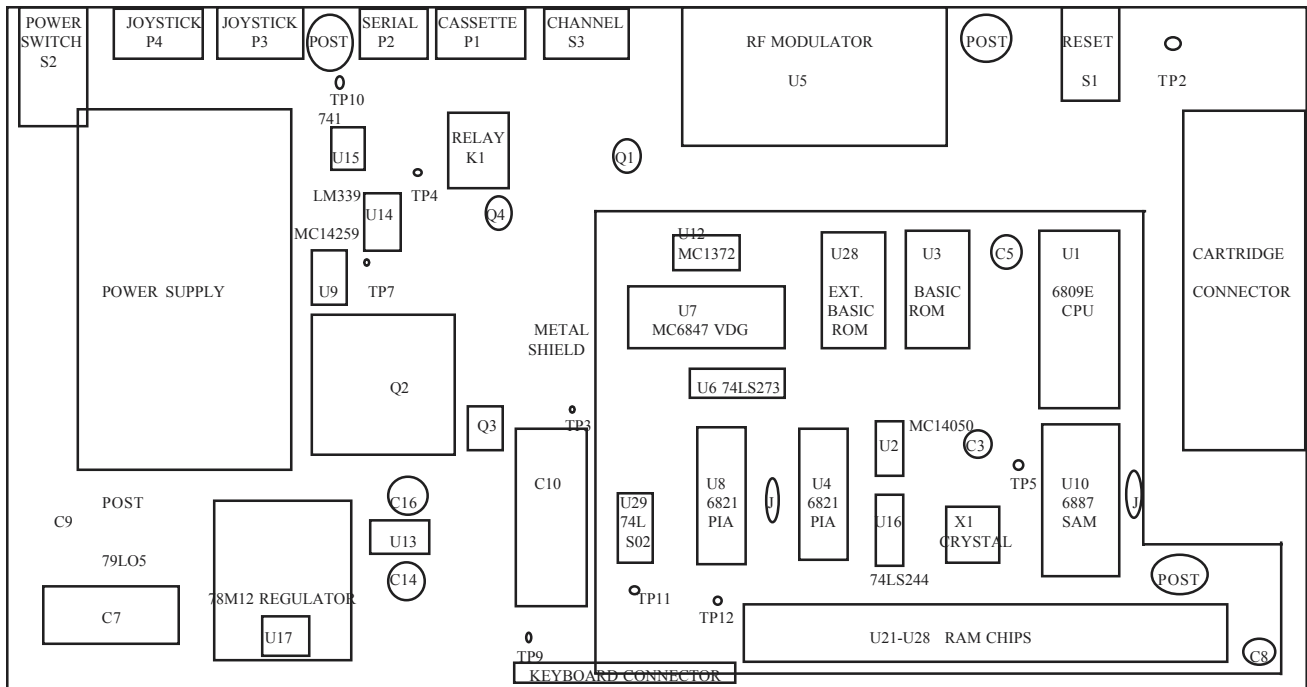 POWER
SWITCH
S2
JOYSTICK
P4
JOYSTICK
P3
POST
SERIAL
P2
CASSETTE
P1
CHANNEL
S3
RF MODULATOR
U5
POST
RESET
S1
TP2
TP10
741
U15
RELAY
K1
Q1
TP4
LM339
U14
Q4
MC14259
U9
TP7
POWER SUPPLY
U12
MC1372
U28
EXT.
BASIC
ROM
U3
BASIC
ROM
C5
U1
6809E
CPU
CARTRIDGE
CONNECTOR
U7
MC6847 VDG
METAL
SHIELD
U6 74LS273
Q2
Q3
TP3
MC14050
U2
C3
TP5
C10
U8
6821
PIA
J
U4
6821
PIA
U10
6887
SAM
J
POST
C9
79LO5
C16
U13
C14
U29
74L
S02
U16
X1
CRYSTAL
74LS244
POST
78M12 REGULATOR
C7
U17
TP11
TP12
U21-U28 RAM CHIPS
TP9
C8
KEYBOARD CONNECTOR